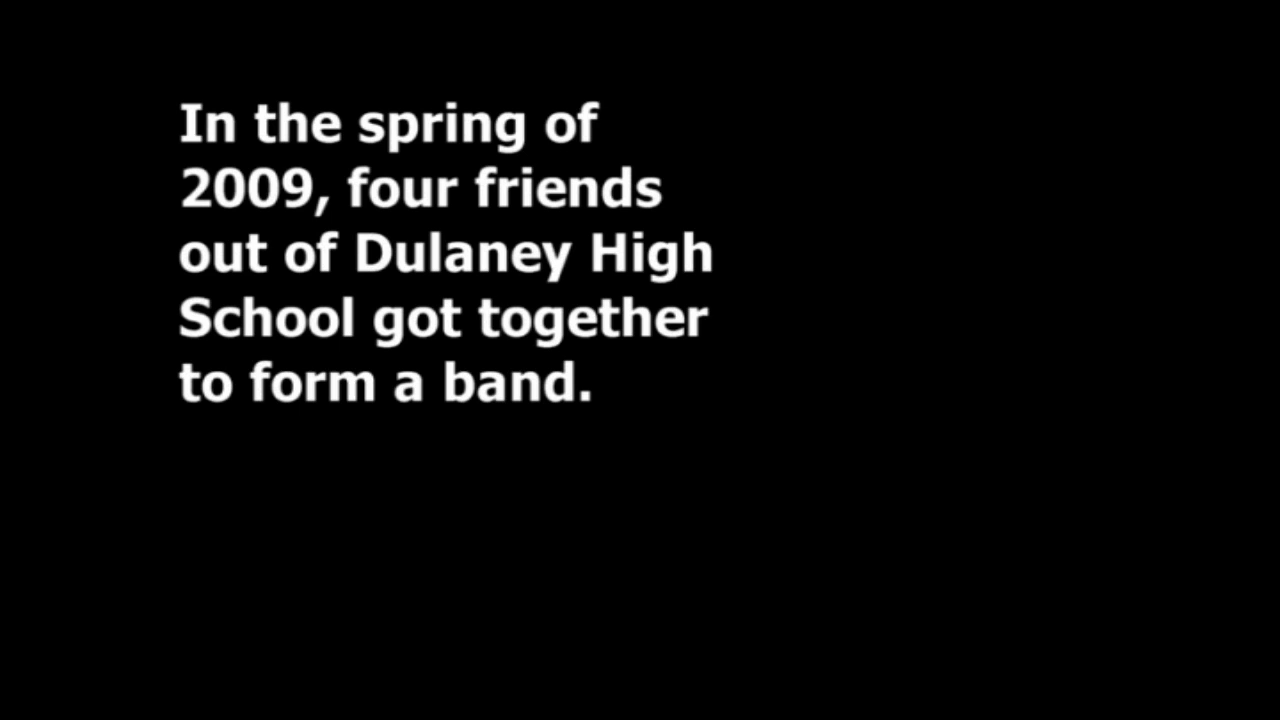 In the spring of
2009, four friends
out of Dulaney High
School got together
to form a band.